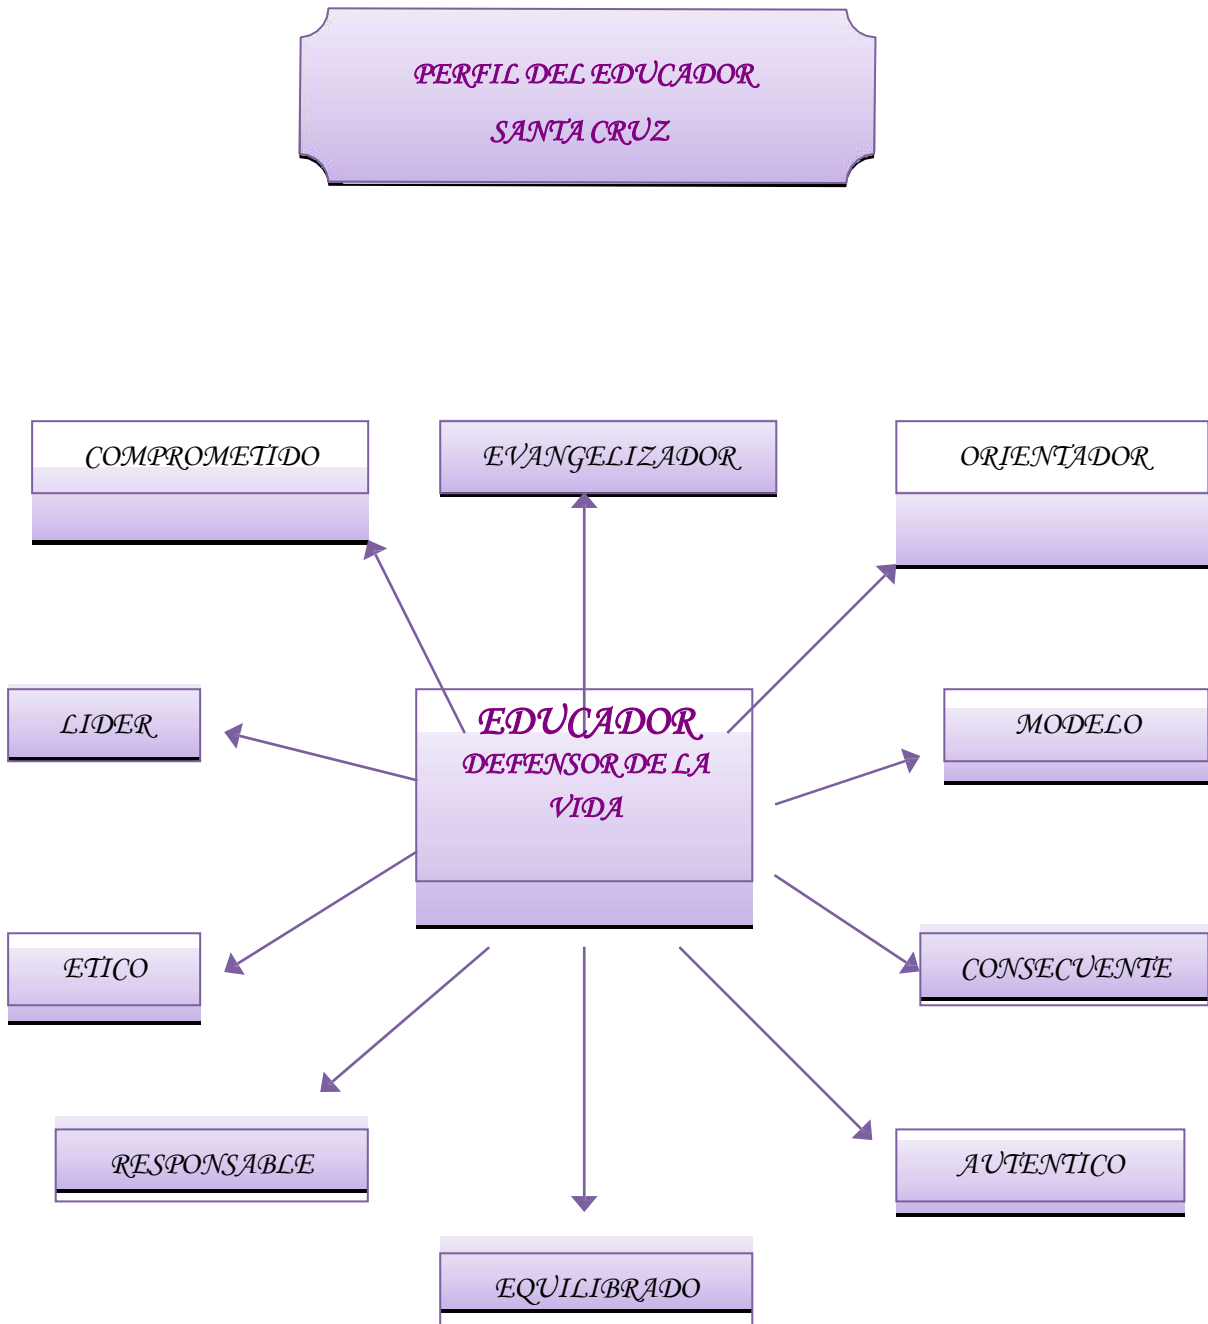 PERFIL DEL EDUCADOR
SANTA CRUZ
COMPROMETIDO
EVANGELIZADOR
ORIENTADOR
LIDER
EDUCADOR
DEFENSOR DE LA
VIDA
MODELO
ETICO
CONSECUENTE
RESPONSABLE
AUTENTICO
EQUILIBRADO